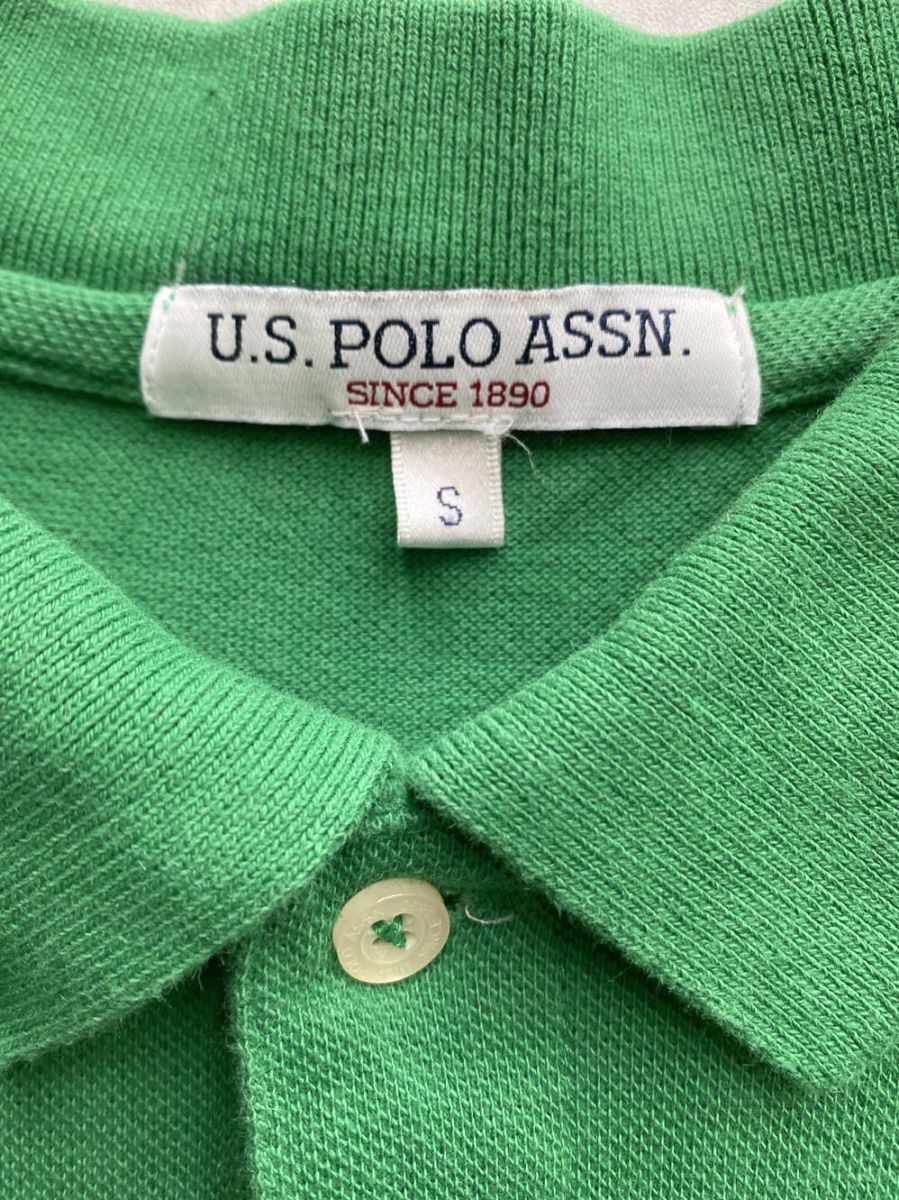 U.S. POLO ASSN.
SINCE 1890
S